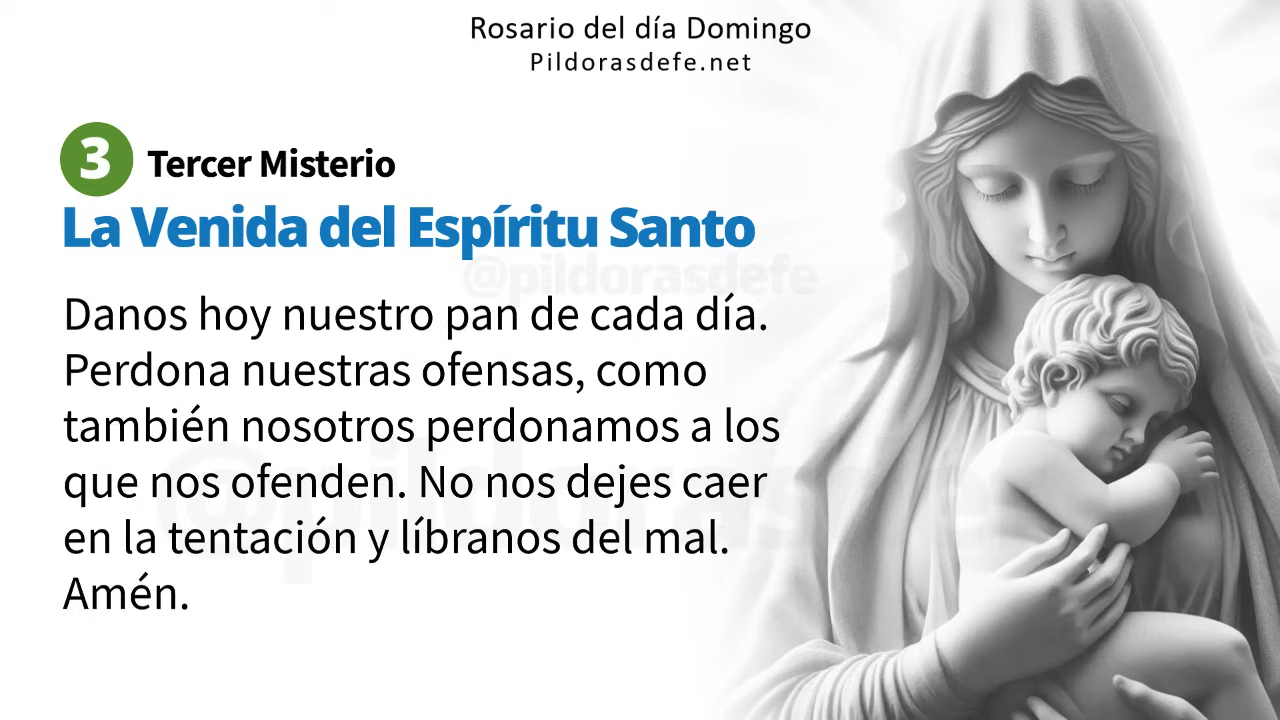 Rosario del día Domingo
Pildorasdefe.net
3 Tercer Misterio
La Venida del Espíritu Santo
@pildorasdefe
Danos hoy nuestro pan de cada día.
Perdona nuestras ofensas, como
también nosotros perdonamos a los
que nos ofenden. No nos dejes caer
en la tentación y líbranos del mal.
Amén.
@pildorasdefe